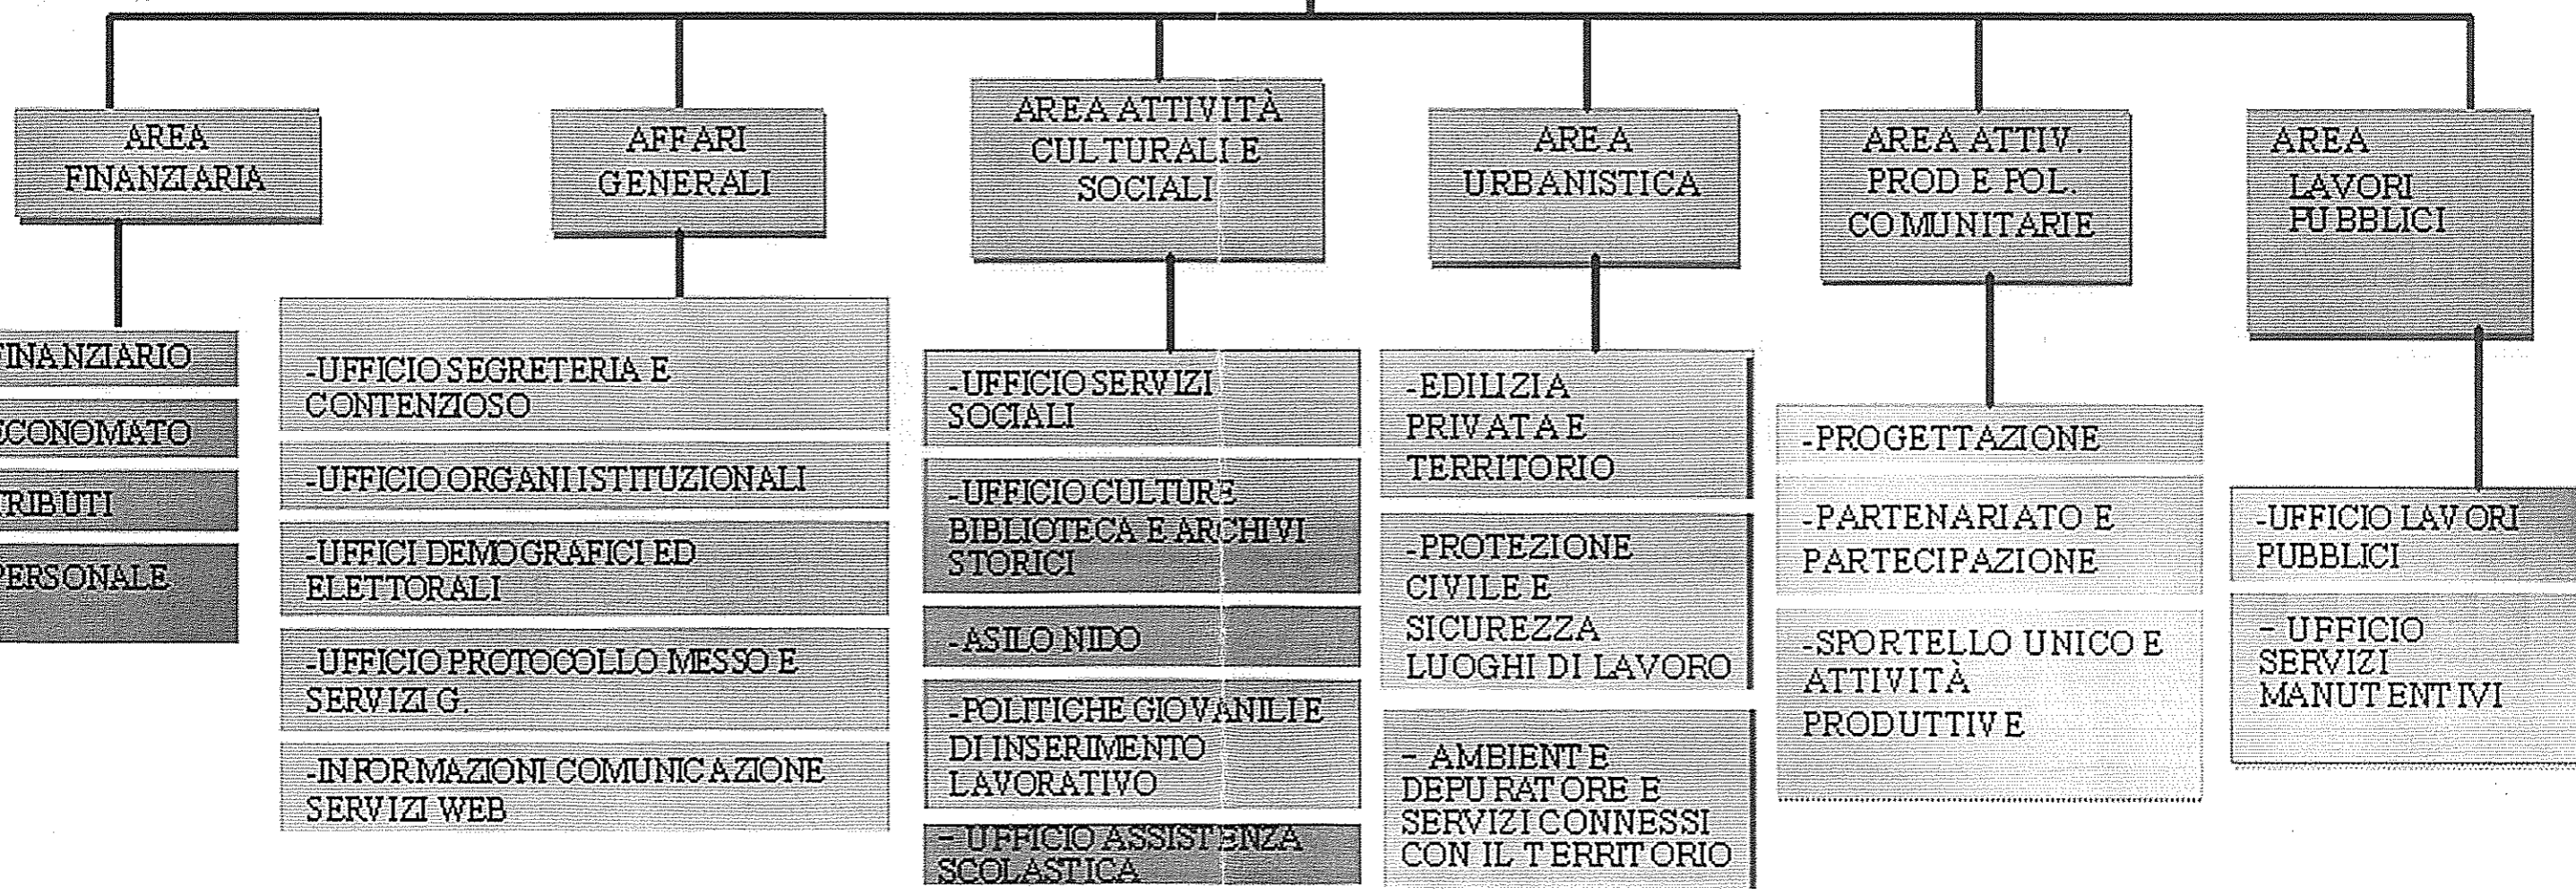 AREA
FINANZIARIA
FINANZIARIO
ECONOMATO
TRIBUTI
PERSONALE
AFFARI
GENERALI
-UFFICIO SEGRETERIA E
CONTENZIOSO
-UFFICIO ORGANI ISTITUZIONALI
-UFFICI DEMOGRAFICI ED
ELETTORALI
-UFFICIO PROTOCOLLO MESSO E
SERVIZI G.
-INFORMAZIONI COMUNICAZIONE
SERVIZI WEB
AREA ATTIVITÀ
CULTURALI E
SOCIALI
-UFFICIO SERVIZI
SOCIALI
-UFFICIO CULTURE
BIBLIOTECA E ARCHIVI
STORICI
-ASILO NIDO
-POLITICHE GIOVANILI E
DI INSERIMENTO
LAVORATIVO
- UFFICIO ASSISTENZA
SCOLASTICA
AREA
URBANISTICA
-EDILIZIA
PRIVATA E
TERRITORIO
-PROTEZIONE
CIVILE E
SICUREZZA
LUOGHI DI LAVORO
- AMBIENTE
DEPURATORE E
SERVIZI CONNESSI
CON IL TERRITORIO
AREA ATTIV.
PROD E POL.
COMUNITARIE
-PROGETTAZIONE
-PARTENARIATO E
PARTECIPAZIONE
-SPORTELLO UNICO E
ATTIVITÀ
PRODUTTIVE
AREA
LAVORI
PUBBLICI
-UFFICIO LAVORI
PUBBLICI
- UFFICIO
SERVIZI
MANUTENTIVI